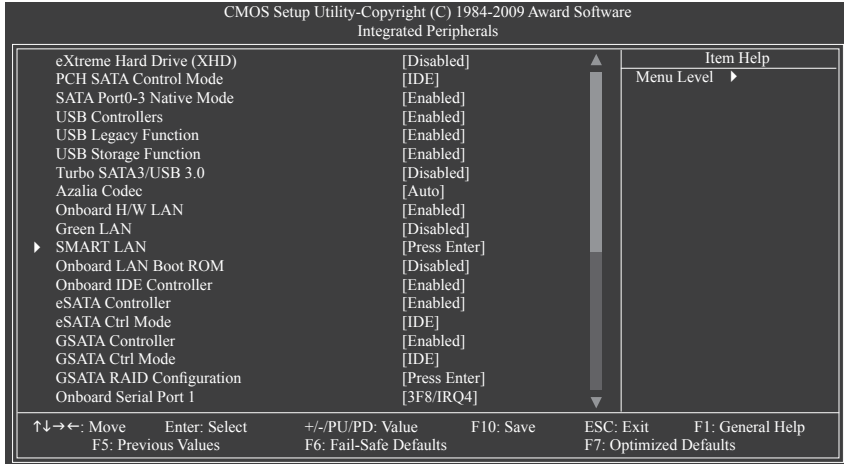 CMOS Setup Utility-Copyright (C) 1984-2009 Award Software
Integrated Peripherals
eXtreme Hard Drive (XHD) [Disabled]
PCH SATA Control Mode [IDE]
SATA Port0-3 Native Mode [Enabled]
USB Controllers [Enabled]
USB Legacy Function [Enabled]
USB Storage Function [Enabled]
Turbo SATA3/USB 3.0 [Disabled]
Azalia Codec [Auto]
Onboard H/W LAN [Enabled]
Green LAN [Disabled]
SMART LAN [Press Enter]
Onboard LAN Boot ROM [Disabled]
Onboard IDE Controller [Enabled]
eSATA Controller [Enabled]
eSATA Ctrl Mode [IDE]
GSATA Controller [Enabled]
GSATA Ctrl Mode [IDE]
GSATA RAID Configuration [Press Enter]
Onboard Serial Port 1 [3F8/IRQ4]
Item Help
Menu Level
↑↓→←: Move Enter: Select +/-/PU/PD: Value F10: Save ESC: Exit F1: General Help
F5: Previous Values F6: Fail-Safe Defaults F7: Optimized Defaults